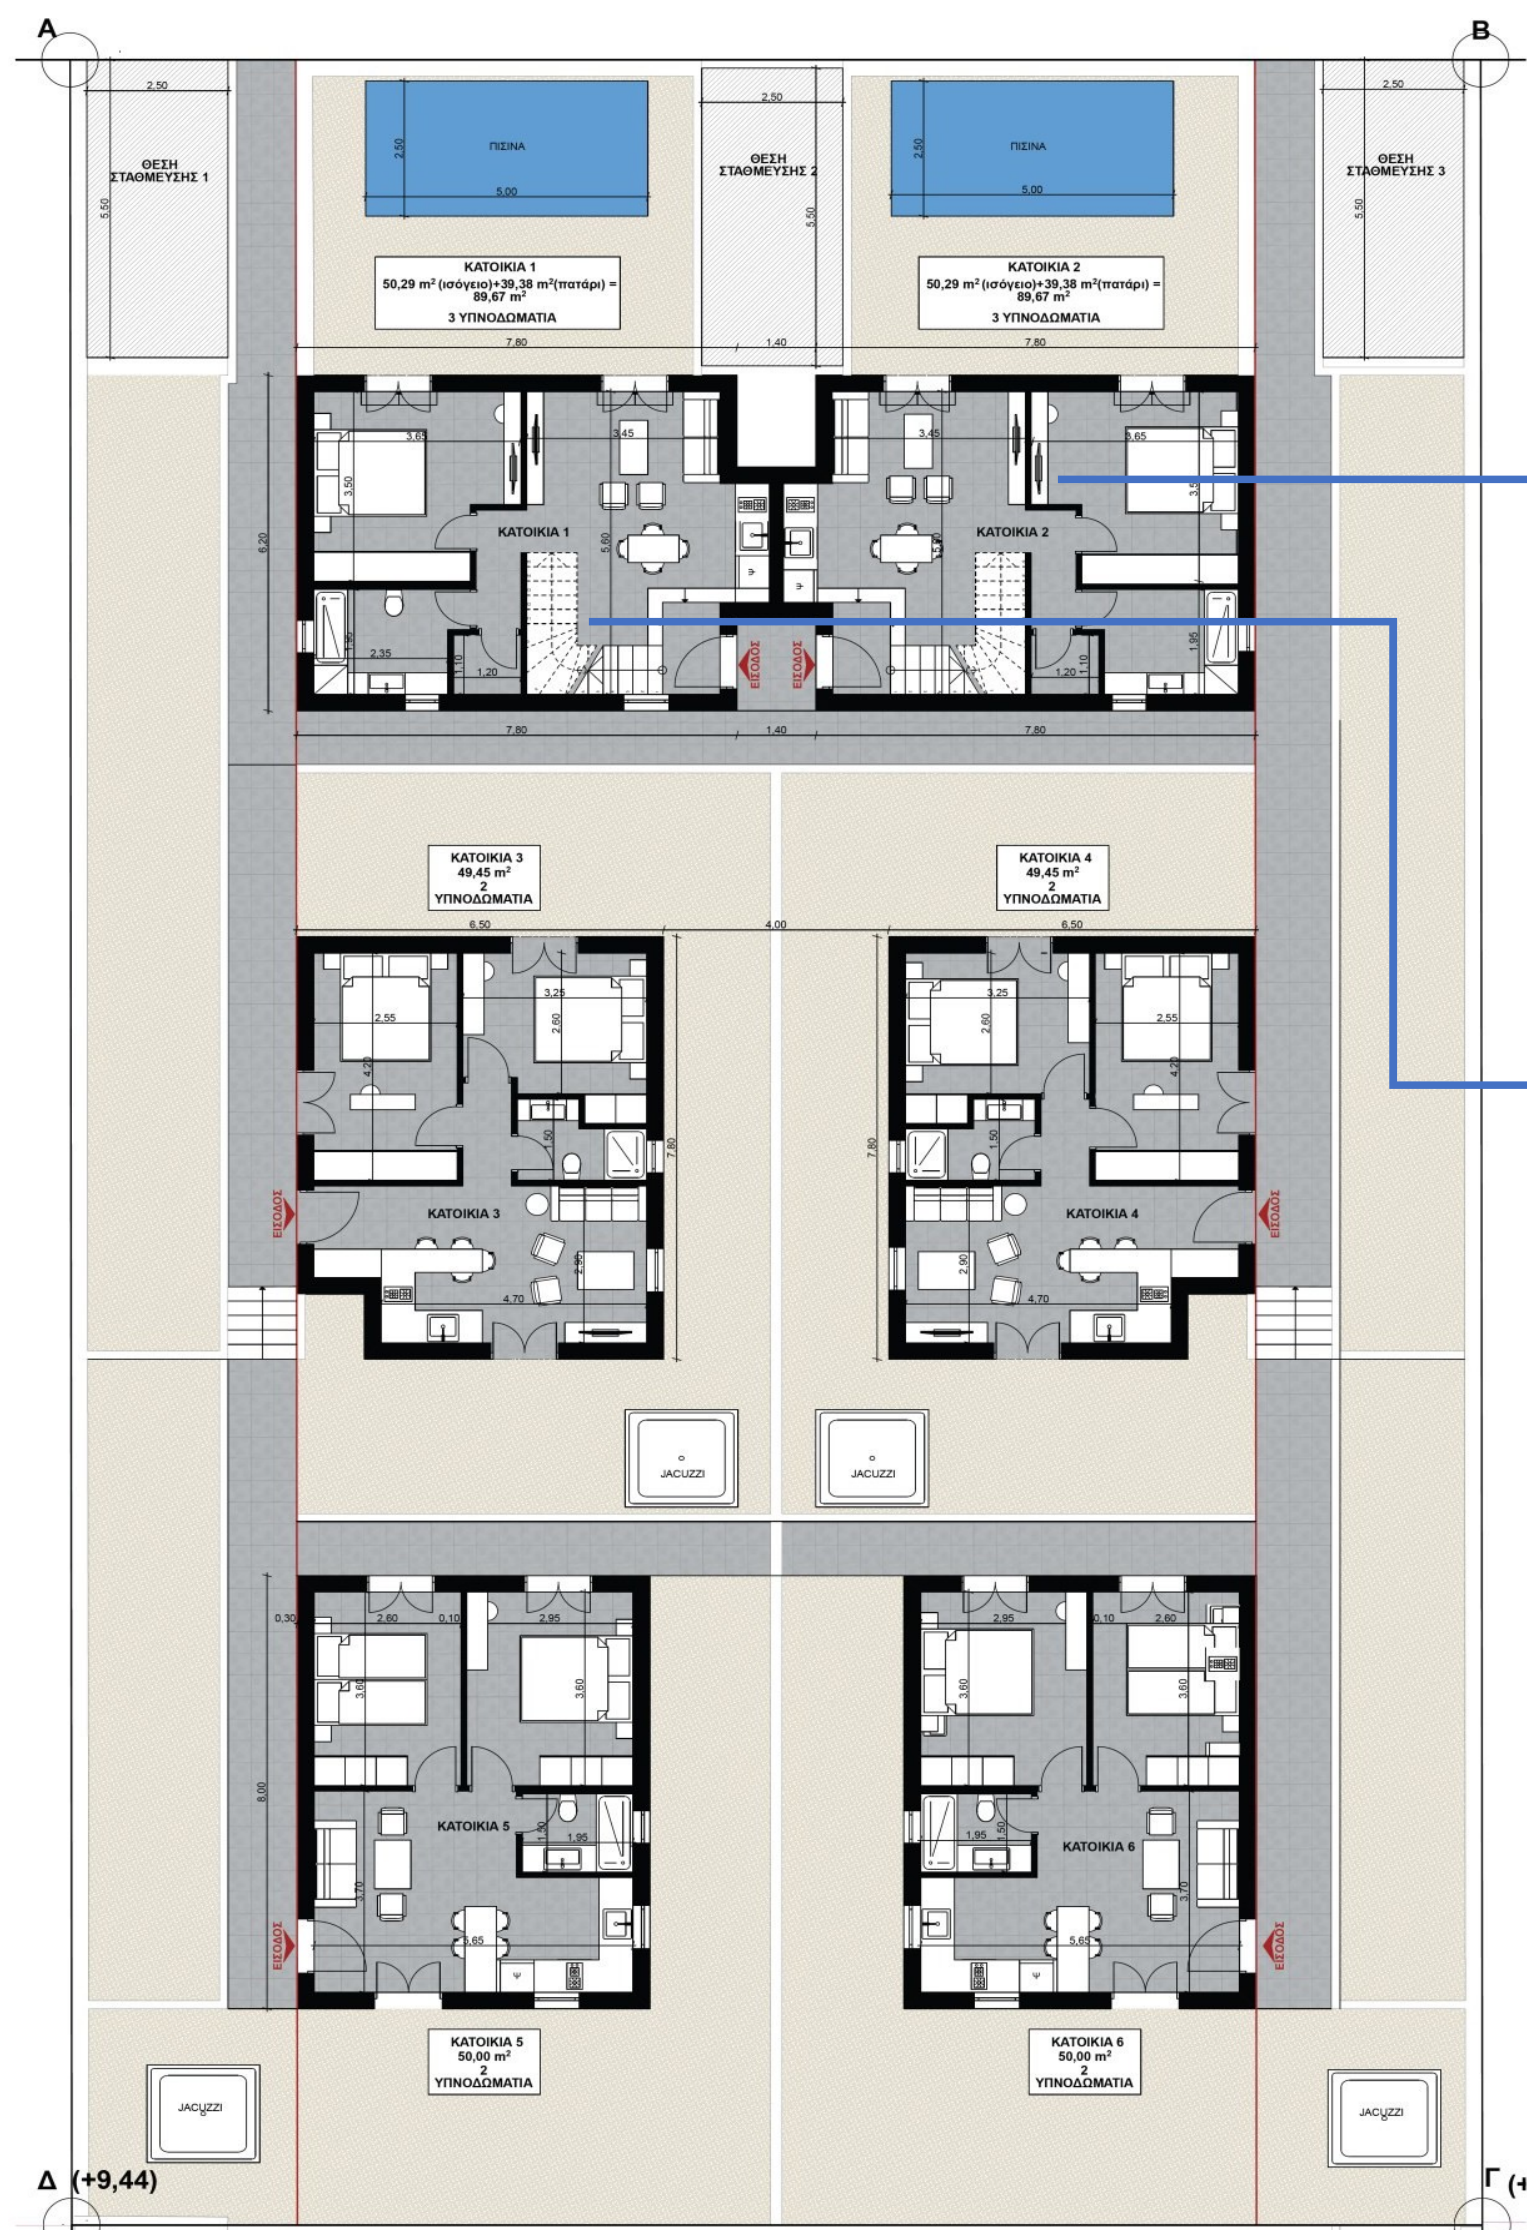 A
B
2,50
2,50
2,50
ΘΕΣΗ
ΣΤΑΘΜΕΥΣΗΣ 1
5,50
2,50
ΠΙΣΙΝΑ
5,00
ΘΕΣΗ
ΣΤΑΘΜΕΥΣΗΣ 2
5,50
2,50
ΠΙΣΙΝΑ
5,00
ΘΕΣΗ
ΣΤΑΘΜΕΥΣΗΣ 3
5,50
ΚΑΤΟΙΚΙΑ 1
50,29 m² (ισόγειο)+39,38 m²(πατάρι) =
89,67 m²
3 ΥΠΝΟΔΩΜΑΤΙΑ
ΚΑΤΟΙΚΙΑ 2
50,29 m² (ισόγειο)+39,38 m²(πατάρι) =
89,67 m²
3 ΥΠΝΟΔΩΜΑΤΙΑ
7,80
1,40
7,80
3,65
3,45
3,45
3,65
3,50
6,20
ΚΑΤΟΙΚΙΑ 1
5,60
ΚΑΤΟΙΚΙΑ 2
1,95
2,35
1,10
1,20
ΕΙΣΟΔΟΣ
ΕΙΣΟΔΟΣ
1,20
1,10
1,95
7,80
1,40
7,80
ΚΑΤΟΙΚΙΑ 3
49,45 m²
2
ΥΠΝΟΔΩΜΑΤΙΑ
ΚΑΤΟΙΚΙΑ 4
49,45 m²
2
ΥΠΝΟΔΩΜΑΤΙΑ
6,50
4,00
6,50
2,55
3,25
2,60
4,20
3,25
2,60
2,55
4,20
1,50
7,80
7,80
1,50
ΕΙΣΟΔΟΣ
ΚΑΤΟΙΚΙΑ 3
ΚΑΤΟΙΚΙΑ 4
ΕΙΣΟΔΟΣ
2,90
4,70
2,90
4,70
JACUZZI
JACUZZI
0,30
2,60
0,10
2,95
2,95
0,10
2,60
3,60
3,60
3,60
3,60
8,00
ΚΑΤΟΙΚΙΑ 5
1,50
1,95
1,95
1,50
ΚΑΤΟΙΚΙΑ 6
3,70
3,70
ΕΙΣΟΔΟΣ
5,65
5,65
ΕΙΣΟΔΟΣ
ΚΑΤΟΙΚΙΑ 5
50,00 m²
2
ΥΠΝΟΔΩΜΑΤΙΑ
ΚΑΤΟΙΚΙΑ 6
50,00 m²
2
ΥΠΝΟΔΩΜΑΤΙΑ
JACUZZI
JACUZZI
Δ (+9,44)
Γ (+